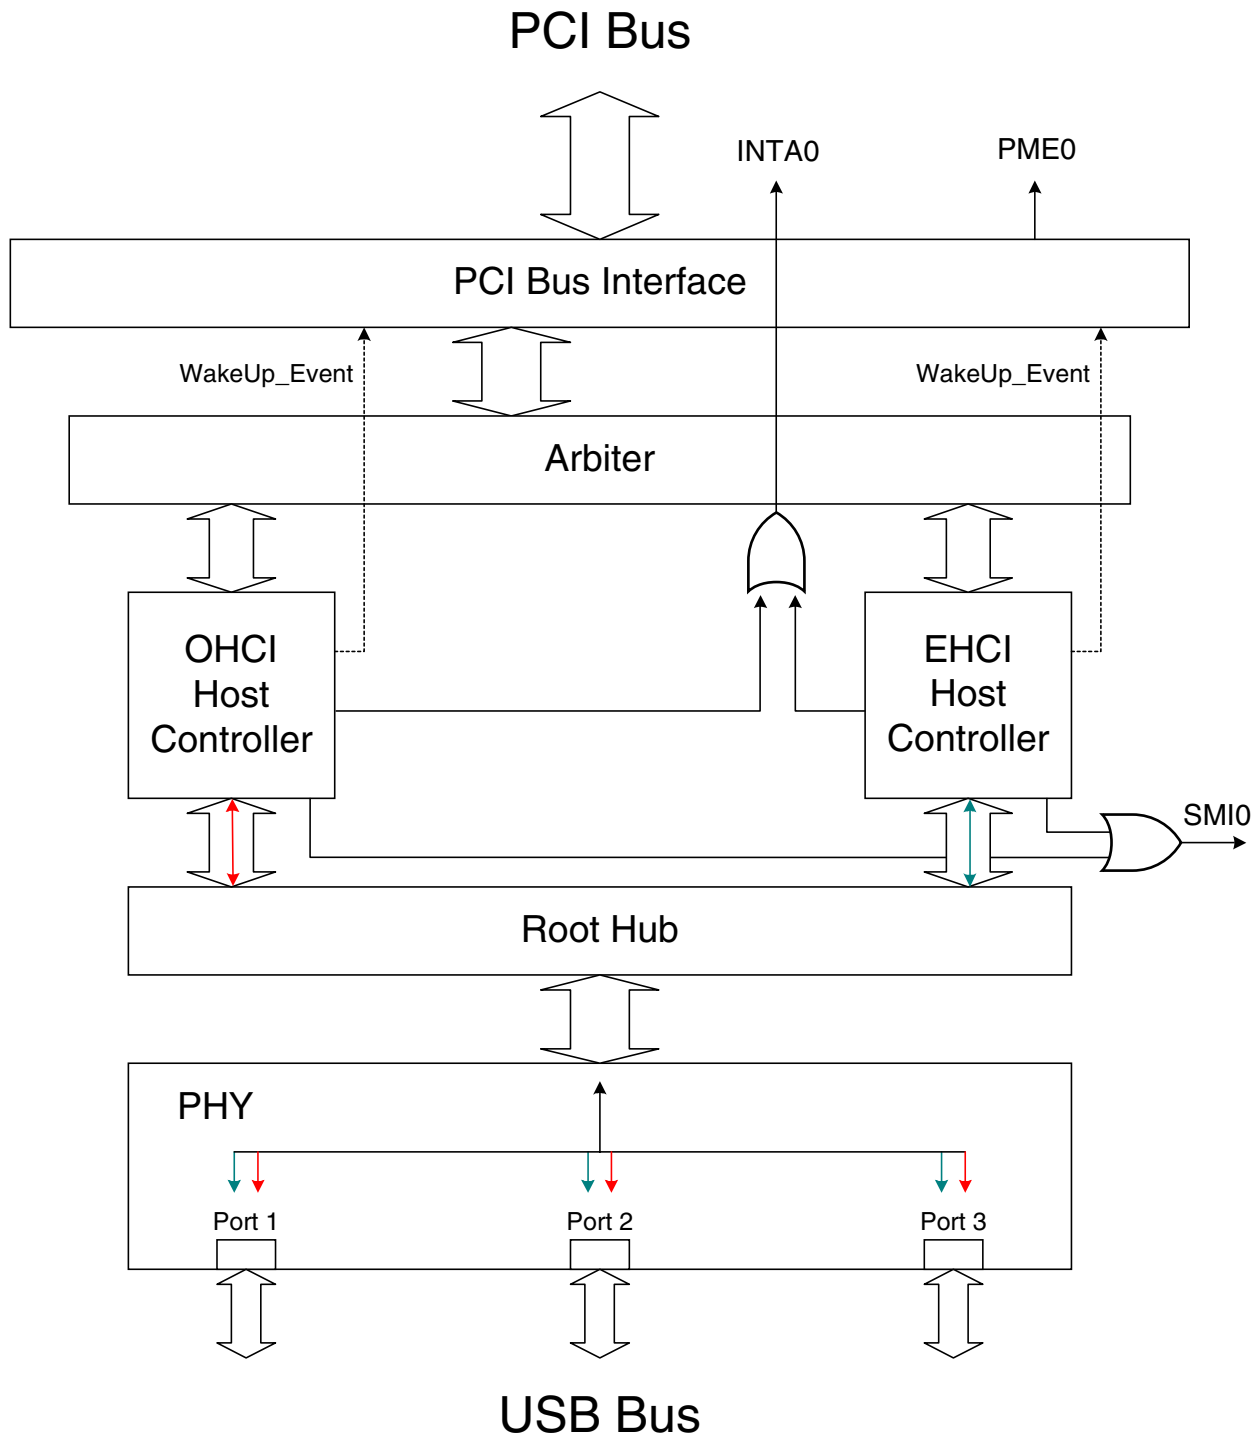 PCI Bus
INTA0
PME0
PCI Bus Interface
WakeUp_Event
WakeUp_Event
Arbiter
OHCI
Host
Controller
EHCI
Host
Controller
SMI0
Root Hub
PHY
Port 1
Port 2
Port 3
USB Bus